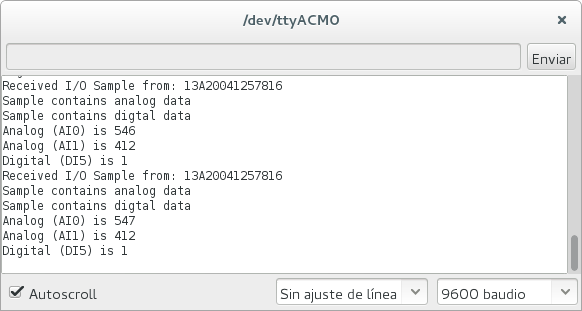 /dev/ttyACM0
Enviar
Received I/O Sample from: 13A20041257816
Sample contains analog data
Sample contains digtal data
Analog (AI0) is 546
Analog (AI1) is 412
Digital (DI5) is 1
Received I/O Sample from: 13A20041257816
Sample contains analog data
Sample contains digtal data
Analog (AI0) is 547
Analog (AI1) is 412
Digital (DI5) is 1
Autoscroll
Sin ajuste de línea
9600 baudio